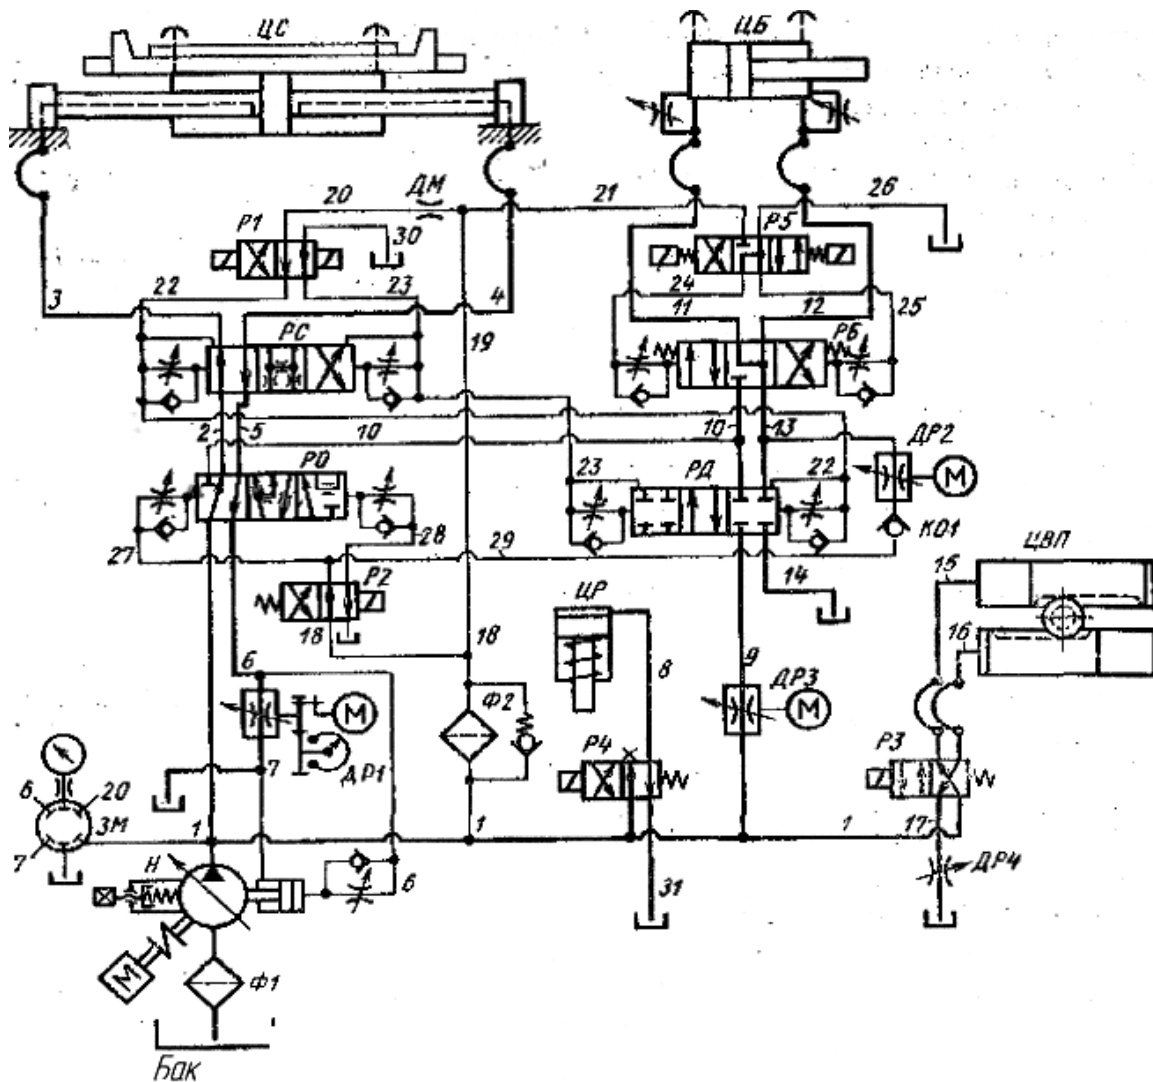 ЦС
ЦБ
20 ДМ 21 26
Р1 30 Р5
22 23 24
3 4 11 12 25
РС 19 РБ
2 5 10 10 13
РО 23 РД 22 ДР2
М
27 28 29 КО1
Р2 14 ЦВП
ЦР 15
18 18 16
6 8 9
М Ф2 ДР3 М
ДР1 Р4 Р3
7
6 20
7 ЗМ 1 1 1 17
Н ДР4
6 31
М Ф1
Бак